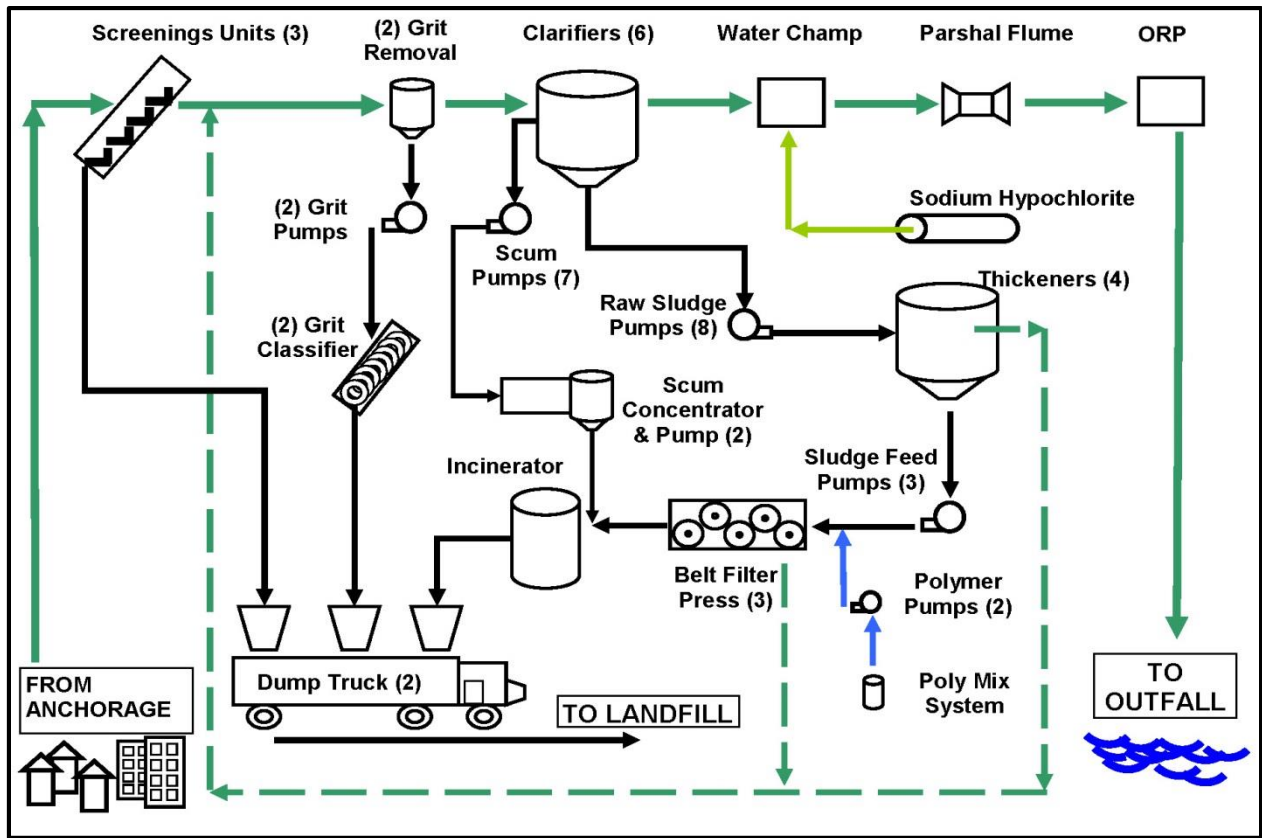 Screenings Units (3)
(2) Grit
Removal
Clarifiers (6)
Water Champ
Parshal Flume
ORP
(2) Grit
Pumps
Scum
Pumps (7)
Sodium Hypochlorite
Raw Sludge
Pumps (8)
Thickeners (4)
(2) Grit
Classifier
Scum
Concentrator
& Pump (2)
Incinerator
Sludge Feed
Pumps (3)
Belt Filter
Press (3)
Polymer
Pumps (2)
Poly Mix
System
FROM
ANCHORAGE
Dump Truck (2)
TO LANDFILL
TO
OUTFALL